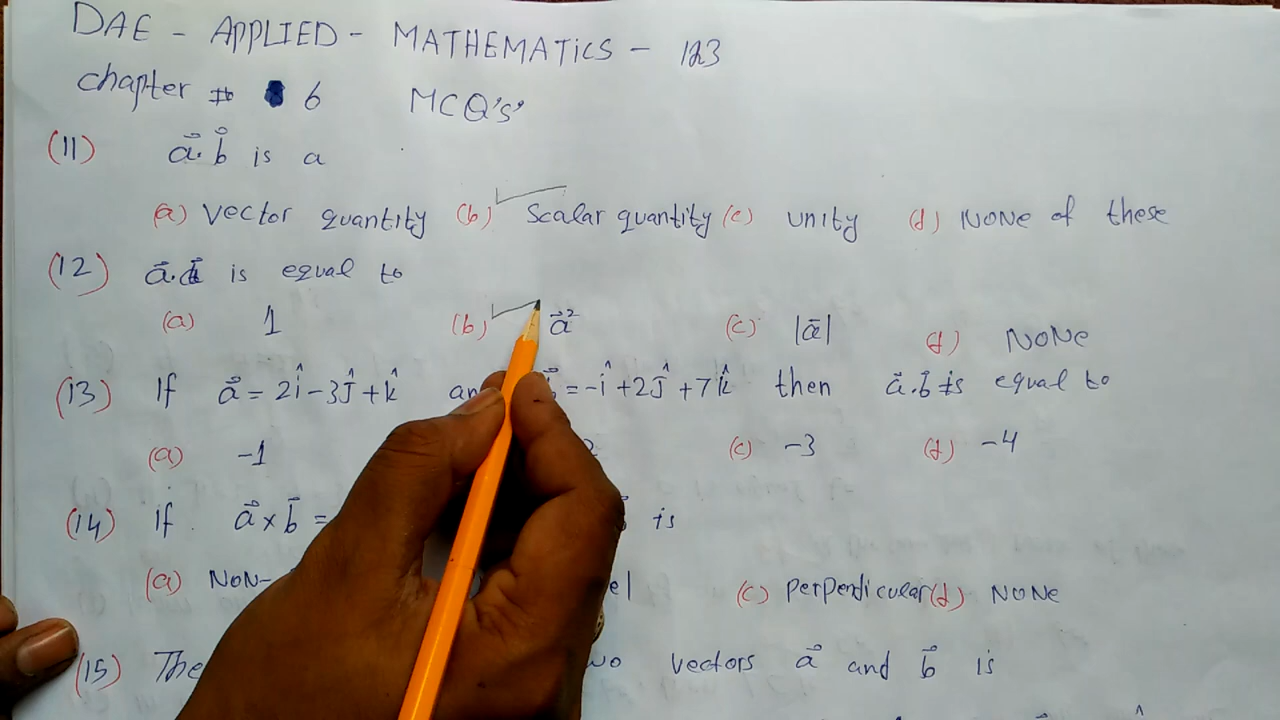 DAE - APPLIED - MATHEMATICS - 123
chapter # 6 MCQ's'
(11) a⃗.b⃗ is a
(a) vector quantity (b) Scalar quantity (c) unity (d) NONE of these
(12) a⃗.a⃗ is equal to
(a) 1 (b) a⃗² (c) |a⃗| (d) NONE
(13) If a⃗ = 2î - 3ĵ + k̂ = -î + 2ĵ + 7k̂ then a⃗.b⃗ is equal to
(a) -1 (c) -3 (d) -4
(14) if a⃗ × b⃗ = is
(a) NON- (c) perpendicular (d) NONE
(15) vectors a⃗ and b⃗ is